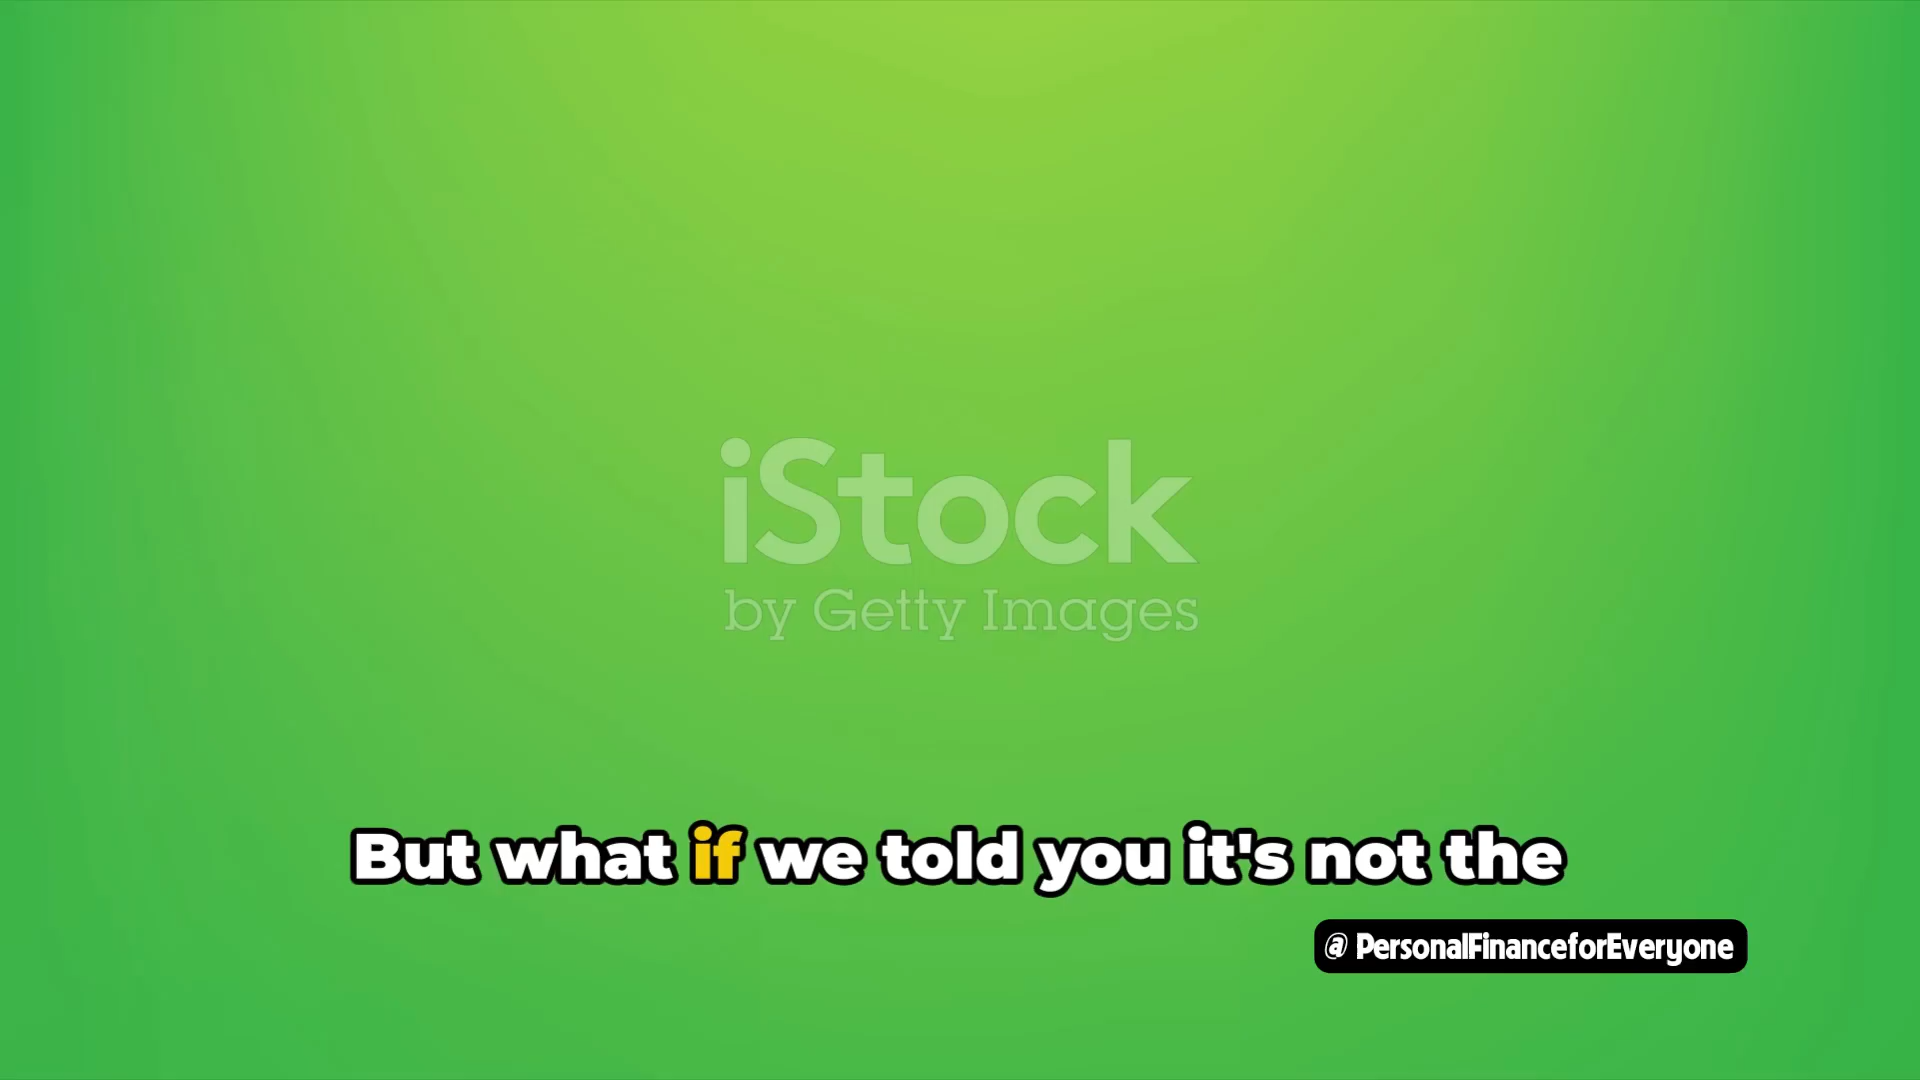 iStock
by Getty Images
But what if we told you it's not the
@ PersonalFinanceforEveryone